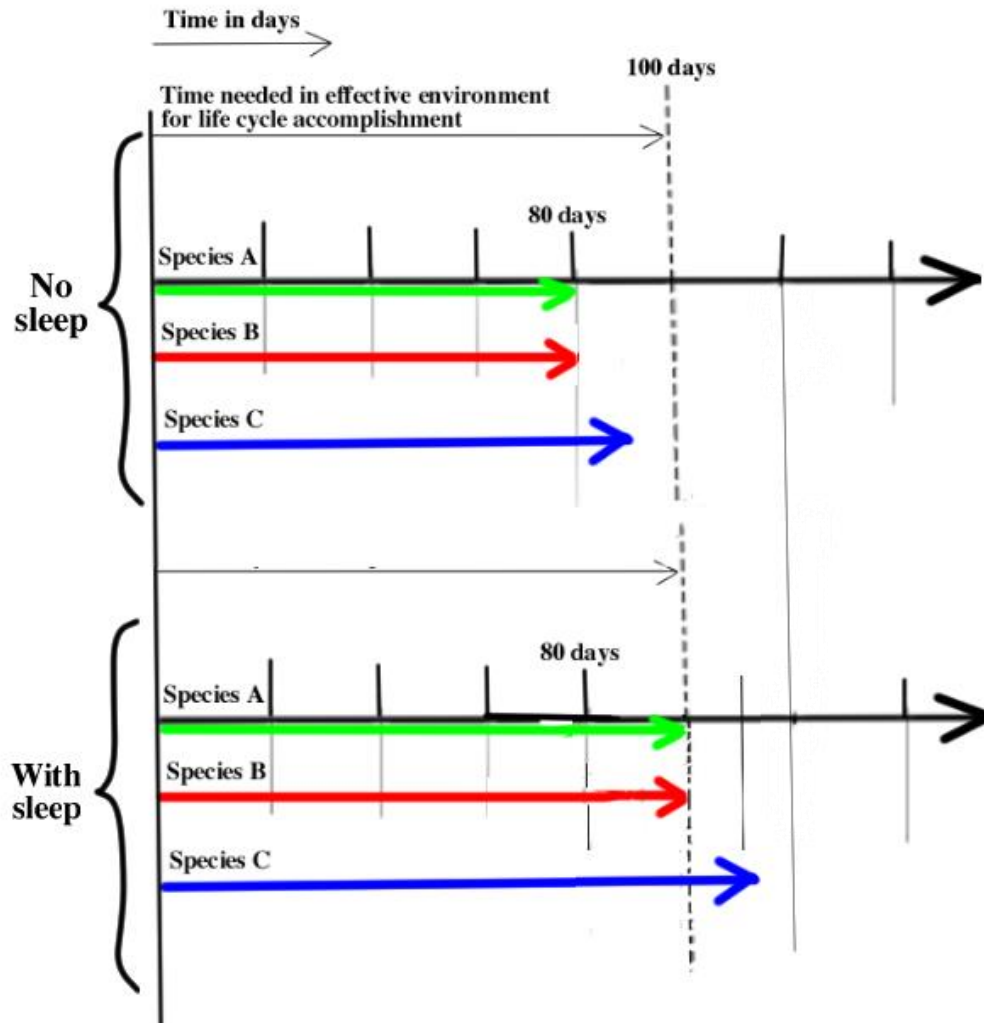 Time in days
100 days
Time needed in effective environment
for life cycle accomplishment
80 days
Species A
No
sleep
Species B
Species C
80 days
Species A
With
sleep
Species B
Species C